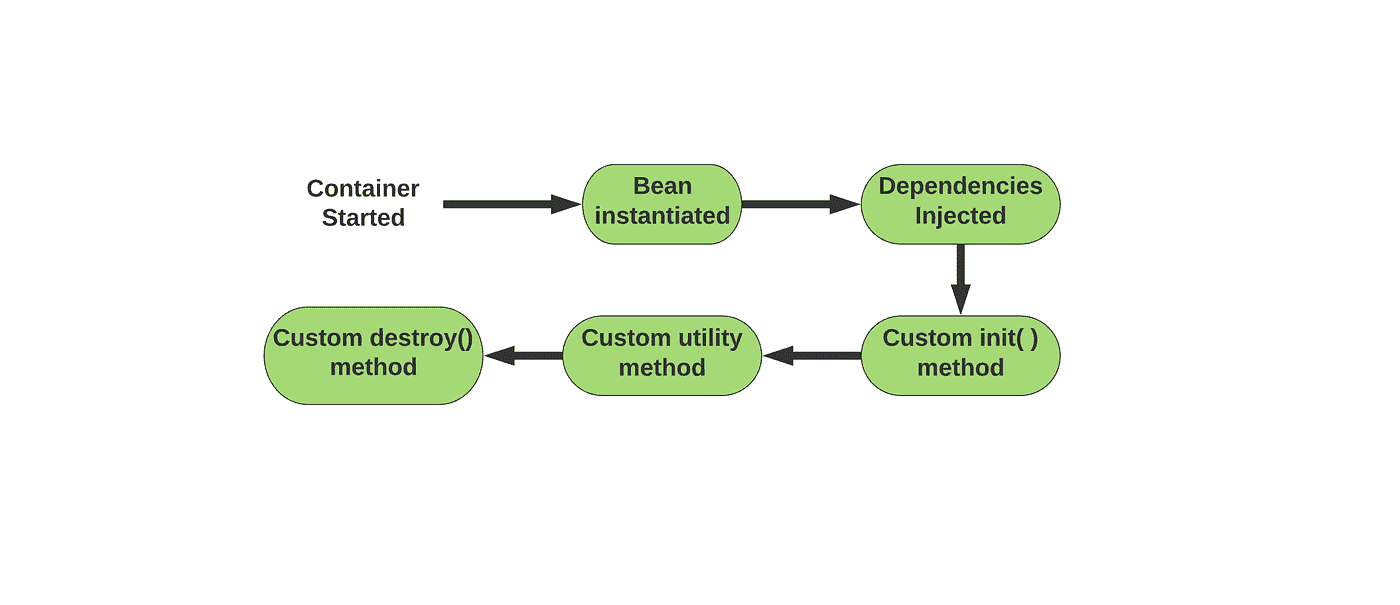 Container
Started
Bean
instantiated
Dependencies
Injected
Custom init( )
method
Custom utility
method
Custom destroy()
method